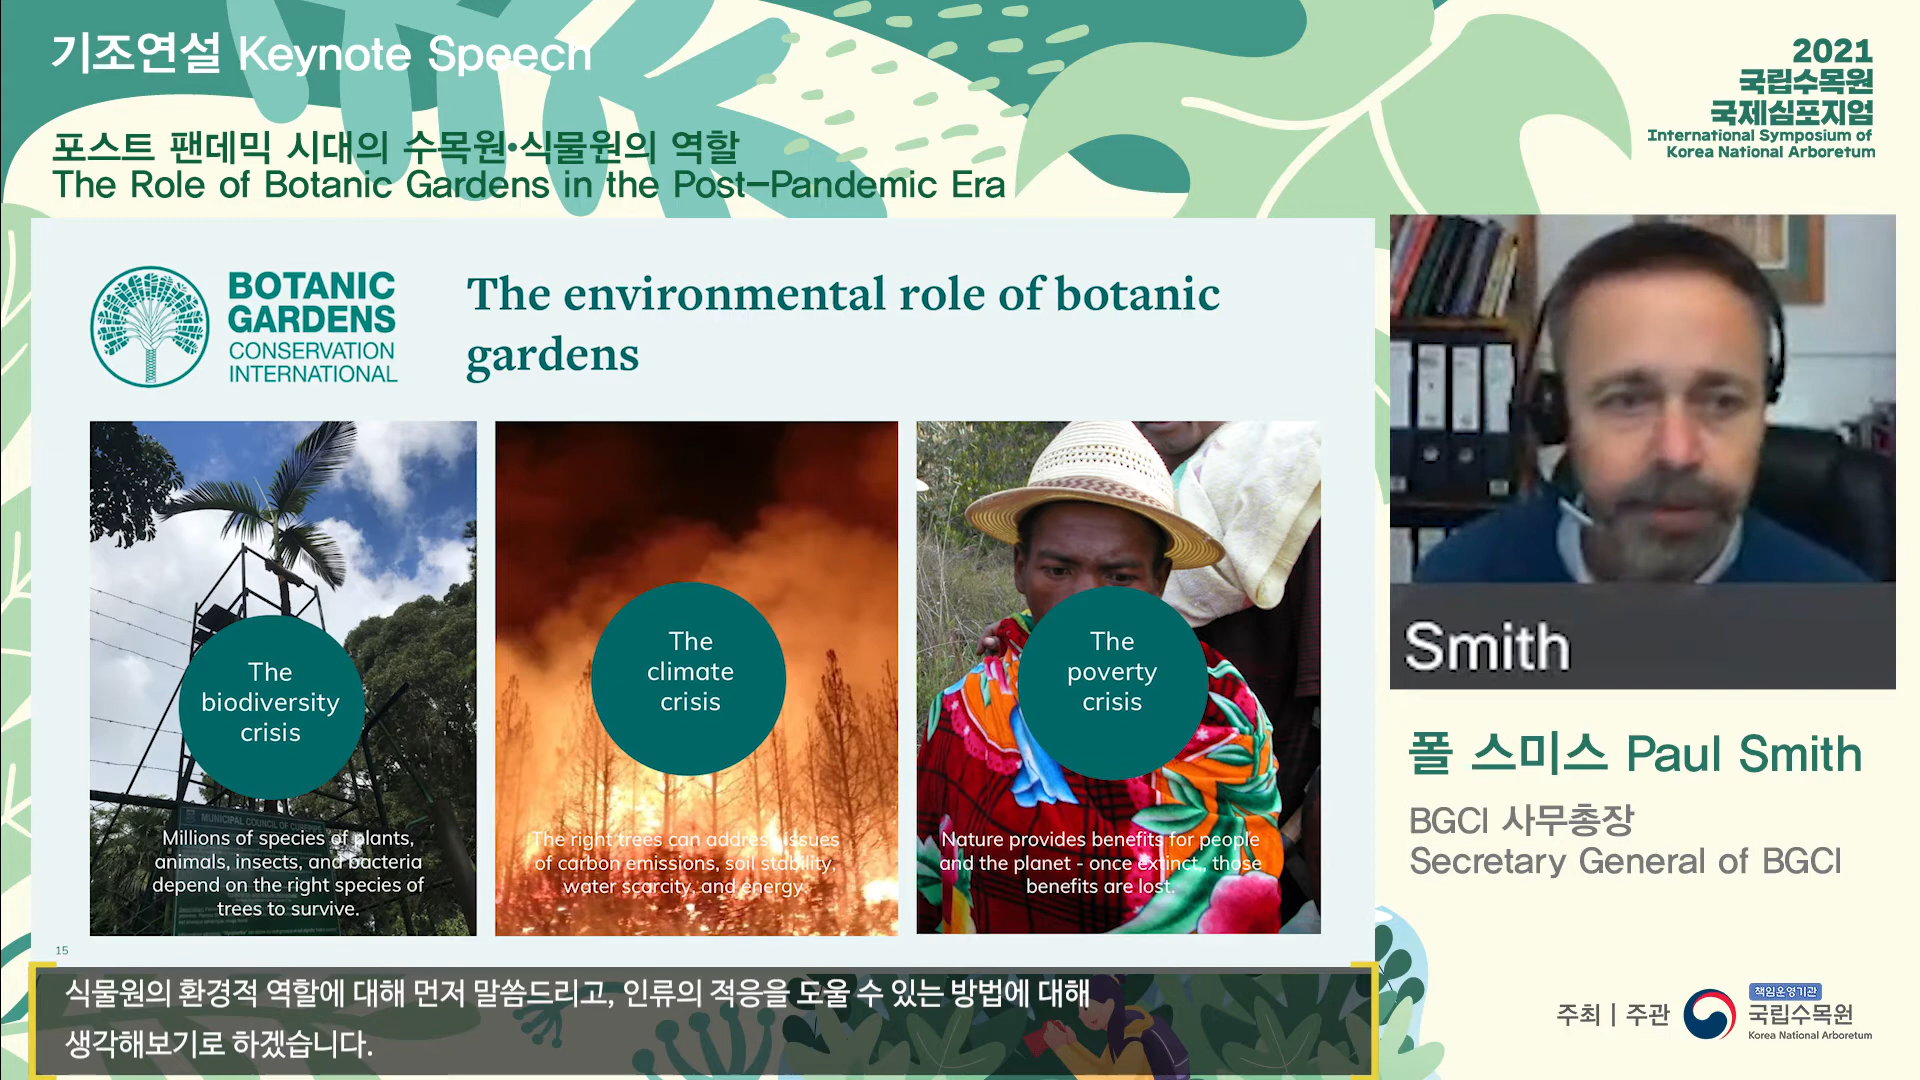 기조연설 Keynote Speech
2021
국립수목원
국제심포지엄
International Symposium of
Korea National Arboretum
포스트 팬데믹 시대의 수목원•식물원의 역할
The Role of Botanic Gardens in the Post-Pandemic Era
BOTANIC
GARDENS
CONSERVATION
INTERNATIONAL
The environmental role of botanic
gardens
The
biodiversity
crisis
MUNICIPAL COUNCIL OF
Millions of species of plants,
animals, insects, and bacteria
depend on the right species of
trees to survive.
The
climate
crisis
The right trees can address issues
of carbon emissions, soil stability,
water scarcity, and energy.
The
poverty
crisis
Nature provides benefits for people
and the planet - once extinct,, those
benefits are lost.
15
Smith
폴 스미스 Paul Smith
BGCI 사무총장
Secretary General of BGCI
식물원의 환경적 역할에 대해 먼저 말씀드리고, 인류의 적응을 도울 수 있는 방법에 대해
생각해보기로 하겠습니다.
주최 | 주관
책임운영기관
국립수목원
Korea National Arboretum